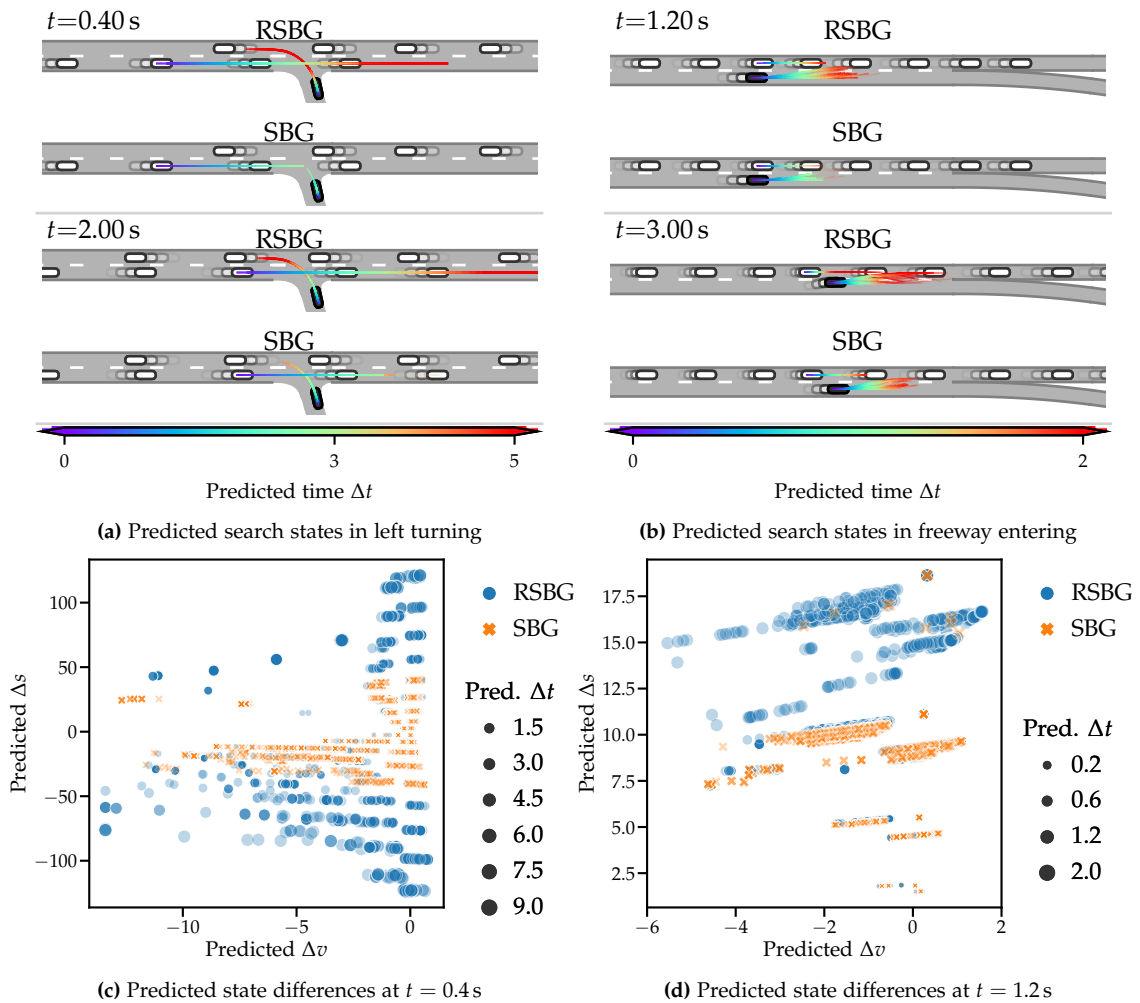 t=0.40 s
RSBG
SBG
t=2.00 s
RSBG
SBG
0 3 5
Predicted time Δt
(a) Predicted search states in left turning
t=1.20 s
RSBG
SBG
t=3.00 s
RSBG
SBG
0 2
Predicted time Δt
(b) Predicted search states in freeway entering
Predicted Δs
100
50
0
−50
−100
−10 −5 0
Predicted Δv
RSBG
SBG
Pred. Δt
1.5
3.0
4.5
6.0
7.5
9.0
(c) Predicted state differences at t = 0.4 s
Predicted Δs
17.5
15.0
12.5
10.0
7.5
5.0
2.5
−6 −4 −2 0 2
Predicted Δv
RSBG
SBG
Pred. Δt
0.2
0.6
1.2
2.0
(d) Predicted state differences at t = 1.2 s